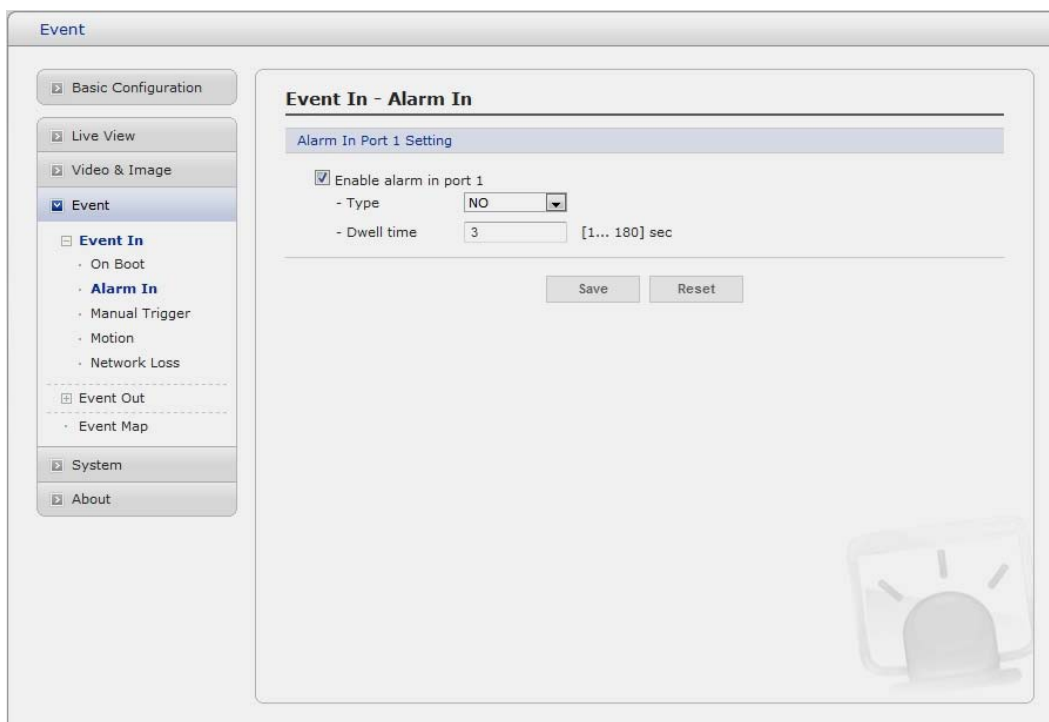 Event
Basic Configuration
Live View
Video & Image
Event
Event In
On Boot
Alarm In
Manual Trigger
Motion
Network Loss
Event Out
Event Map
System
About
Event In - Alarm In
Alarm In Port 1 Setting
Enable alarm in port 1
- Type NO
- Dwell time 3 [1... 180] sec
Save Reset